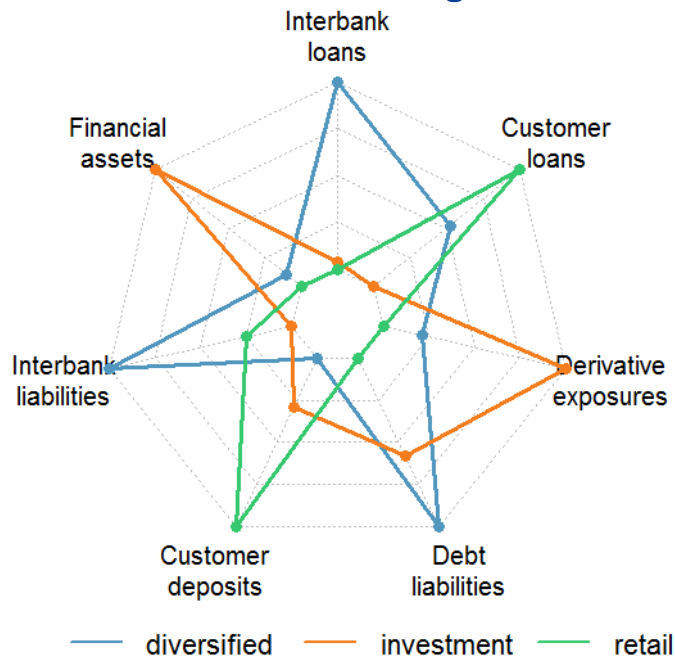 Interbank
loans
Financial
assets
Customer
loans
Interbank
liabilities
Derivative
exposures
Customer
deposits
Debt
liabilities
diversified
investment
retail